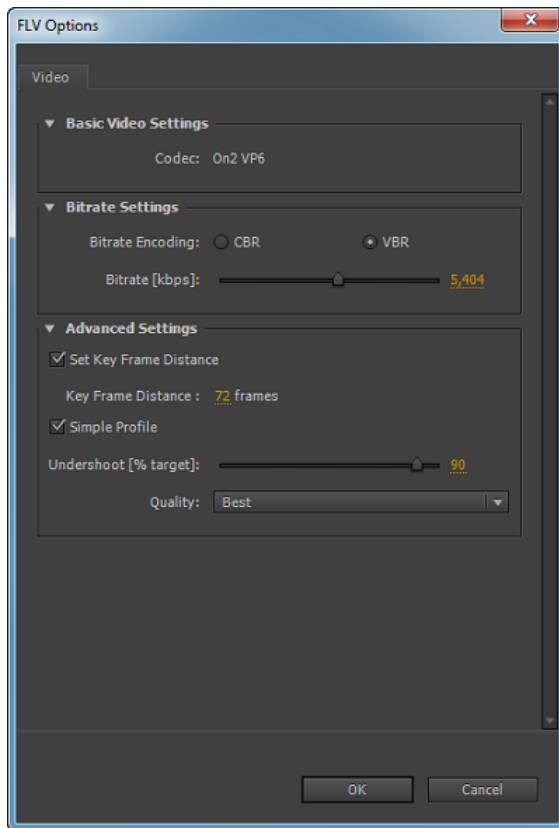 FLV Options
Video
Basic Video Settings
Codec: On2 VP6
Bitrate Settings
Bitrate Encoding: CBR VBR
Bitrate [kbps]: 5,404
Advanced Settings
Set Key Frame Distance
Key Frame Distance : 72 frames
Simple Profile
Undershoot [% target]: 90
Quality: Best
OK Cancel